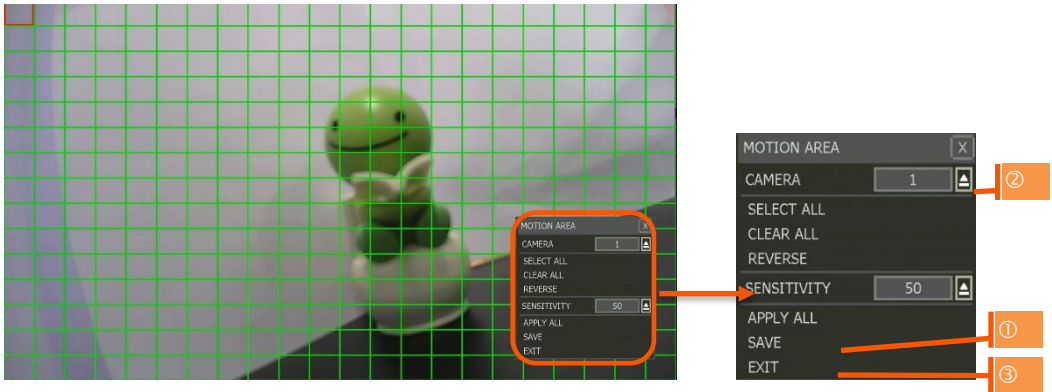 MOTION AREA X
CAMERA 1
SELECT ALL
CLEAR ALL
REVERSE
SENSITIVITY 50
APPLY ALL
SAVE
EXIT
MOTION AREA X
CAMERA 1
②
SELECT ALL
CLEAR ALL
REVERSE
SENSITIVITY 50
APPLY ALL
SAVE
①
EXIT
③